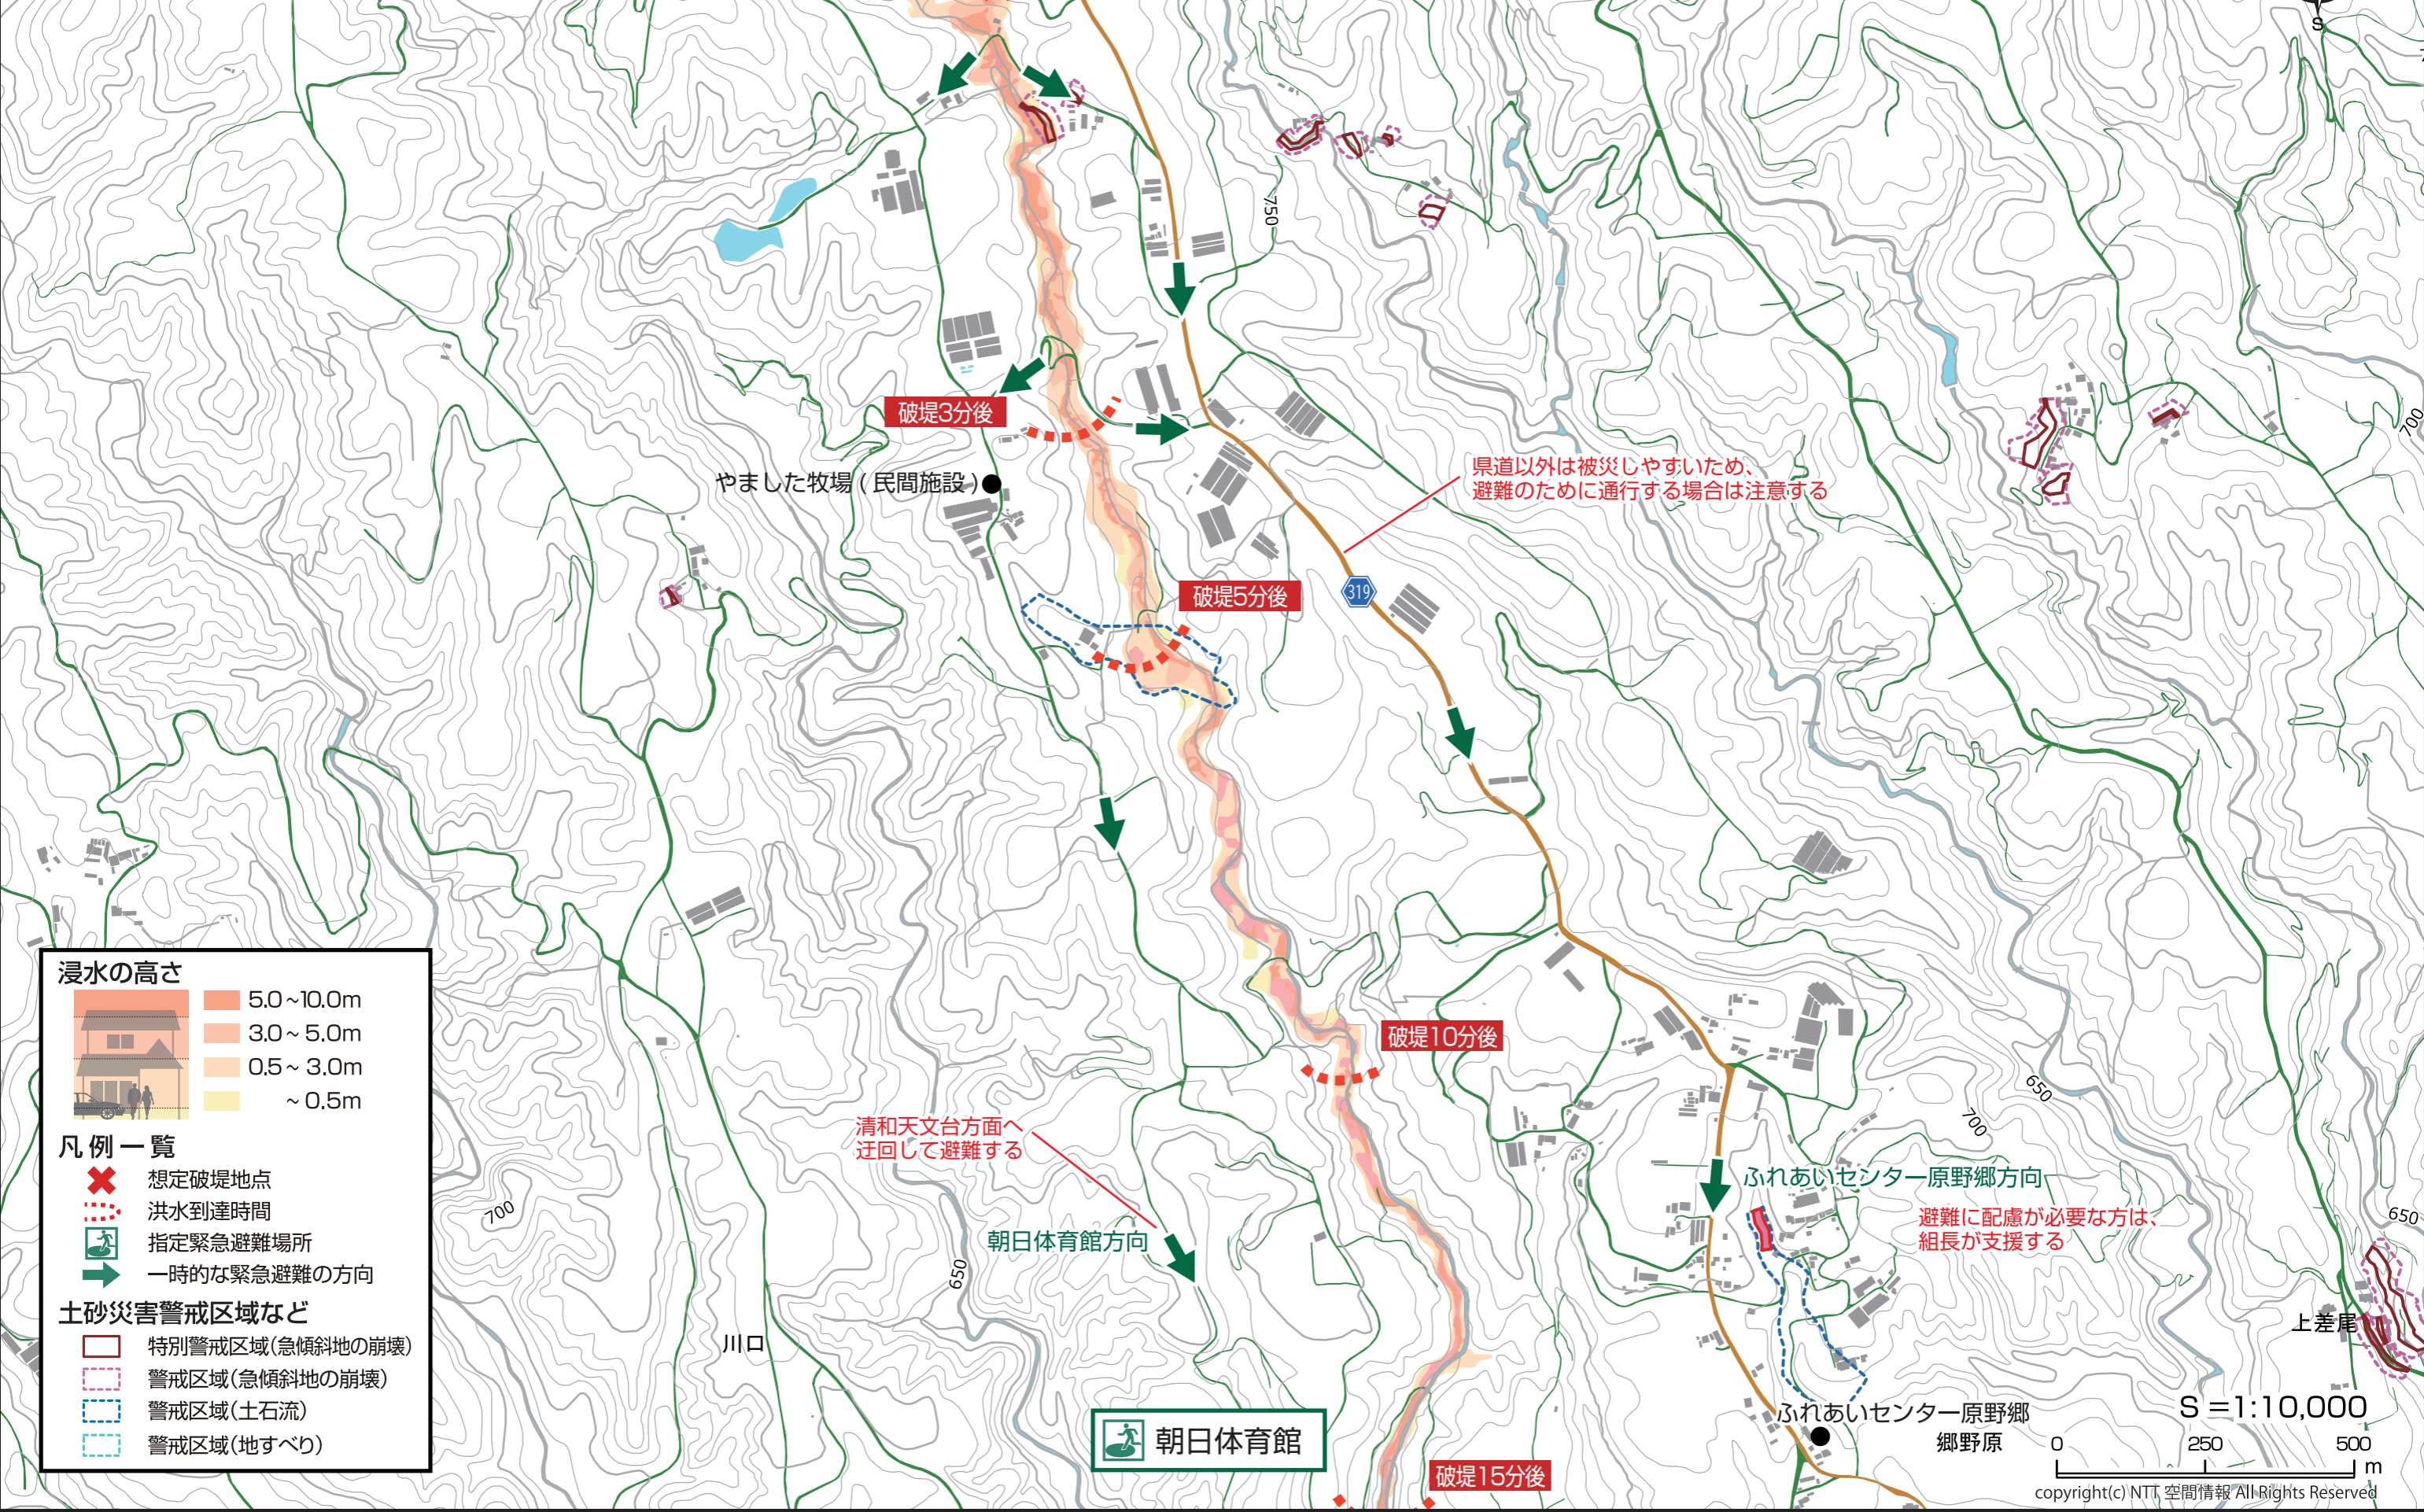 S
750
700
破堤3分後
やました牧場(民間施設)
県道以外は被災しやすいため、
避難のために通行する場合は注意する
破堤5分後
319
浸水の高さ
5.0~10.0m
3.0~5.0m
0.5~3.0m
~0.5m
凡例一覧
想定破堤地点
洪水到達時間
指定緊急避難場所
一時的な緊急避難の方向
土砂災害警戒区域など
特別警戒区域(急傾斜地の崩壊)
警戒区域(急傾斜地の崩壊)
警戒区域(土石流)
警戒区域(地すべり)
破堤10分後
清和天文台方面へ
迂回して避難する
朝日体育館方向
700
650
650
700
ふれあいセンター原野郷方向
避難に配慮が必要な方は、
組長が支援する
650
川口
上差尾
朝日体育館
破堤15分後
ふれあいセンター原野郷
郷野原
S=1:10,000
0 250 500
m
copyright(c) NTT 空間情報 All Rights Reserved